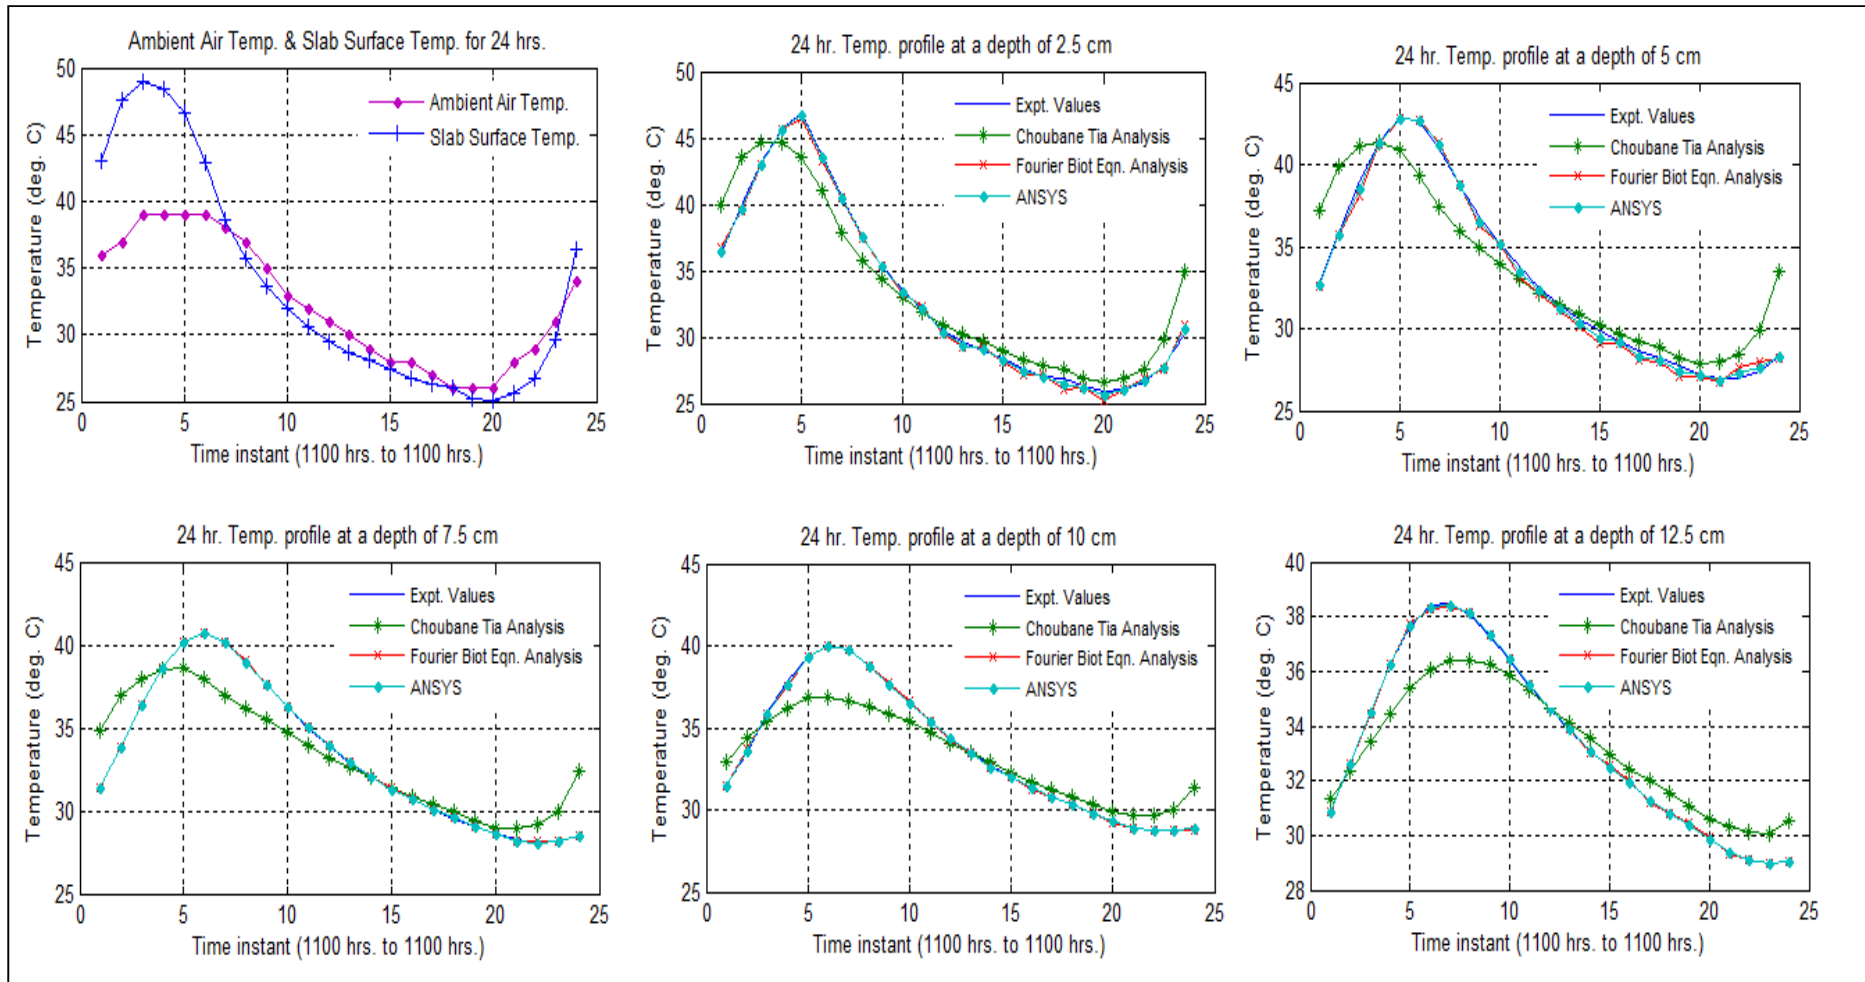 Ambient Air Temp. & Slab Surface Temp. for 24 hrs.
50
45
40
35
30
25
0
5
10
15
20
25
Temperature (deg. C)
Time instant (1100 hrs. to 1100 hrs.)
Ambient Air Temp.
Slab Surface Temp.
24 hr. Temp. profile at a depth of 2.5 cm
50
45
40
35
30
25
0
5
10
15
20
25
Temperature (deg. C)
Time instant (1100 hrs. to 1100 hrs.)
Expt. Values
Choubane Tia Analysis
Fourier Biot Eqn. Analysis
ANSYS
24 hr. Temp. profile at a depth of 5 cm
45
40
35
30
25
0
5
10
15
20
25
Temperature (deg. C)
Time instant (1100 hrs. to 1100 hrs.)
Expt. Values
Choubane Tia Analysis
Fourier Biot Eqn. Analysis
ANSYS
24 hr. Temp. profile at a depth of 7.5 cm
45
40
35
30
25
0
5
10
15
20
25
Temperature (deg. C)
Time instant (1100 hrs. to 1100 hrs.)
Expt. Values
Choubane Tia Analysis
Fourier Biot Eqn. Analysis
ANSYS
24 hr. Temp. profile at a depth of 10 cm
45
40
35
30
25
0
5
10
15
20
25
Temperature (deg. C)
Time instant (1100 hrs. to 1100 hrs.)
Expt. Values
Choubane Tia Analysis
Fourier Biot Eqn. Analysis
ANSYS
24 hr. Temp. profile at a depth of 12.5 cm
40
38
36
34
32
30
28
0
5
10
15
20
25
Temperature (deg. C)
Time instant (1100 hrs. to 1100 hrs.)
Expt. Values
Choubane Tia Analysis
Fourier Biot Eqn. Analysis
ANSYS